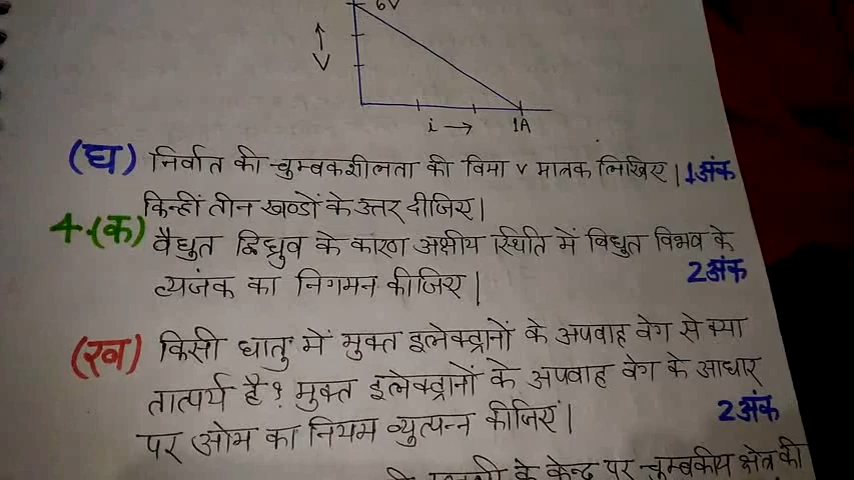 6V
V
i → 1A
(घ) निर्वात की चुम्बकशीलता की विमा व मात्रक लिखिए। 1अंक
किन्हीं तीन खण्डों के उत्तर दीजिए।
4.(क) वैधुत द्विध्रुव के कारण अक्षीय स्थिति में विधुत विभव के
व्यंजक का निगमन कीजिए। 2अंक
(ख) किसी धातु में मुक्त इलेक्ट्रानों के अपवाह वेग से क्या
तात्पर्य है? मुक्त इलेक्ट्रानों के अपवाह वेग के आधार
पर ओम का नियम व्युत्पन्न कीजिए। 2अंक
के केन्द्र पर चुम्बकीय क्षेत्र की